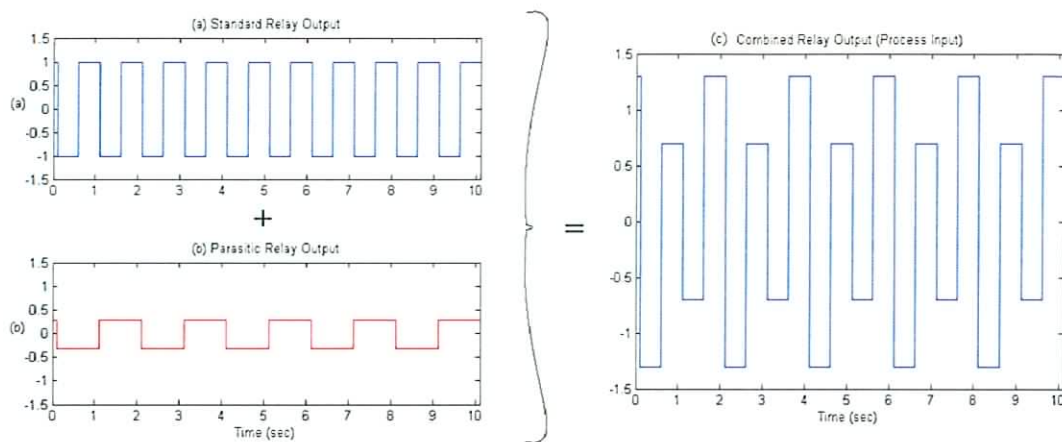 (a) Standard Relay Output
1.5
1
0.5
(a) 0
-0.5
-1
-1.5
0 1 2 3 4 5 6 7 8 9 10
+
(b) Parasitic Relay Output
1.5
1
0.5
(b) 0
-0.5
-1
-1.5
0 1 2 3 4 5 6 7 8 9 10
Time (sec)
=
(c) Combined Relay Output (Process Input)
1.5
1
0.5
0
-0.5
-1
-1.5
0 1 2 3 4 5 6 7 8 9 10
Time (sec)